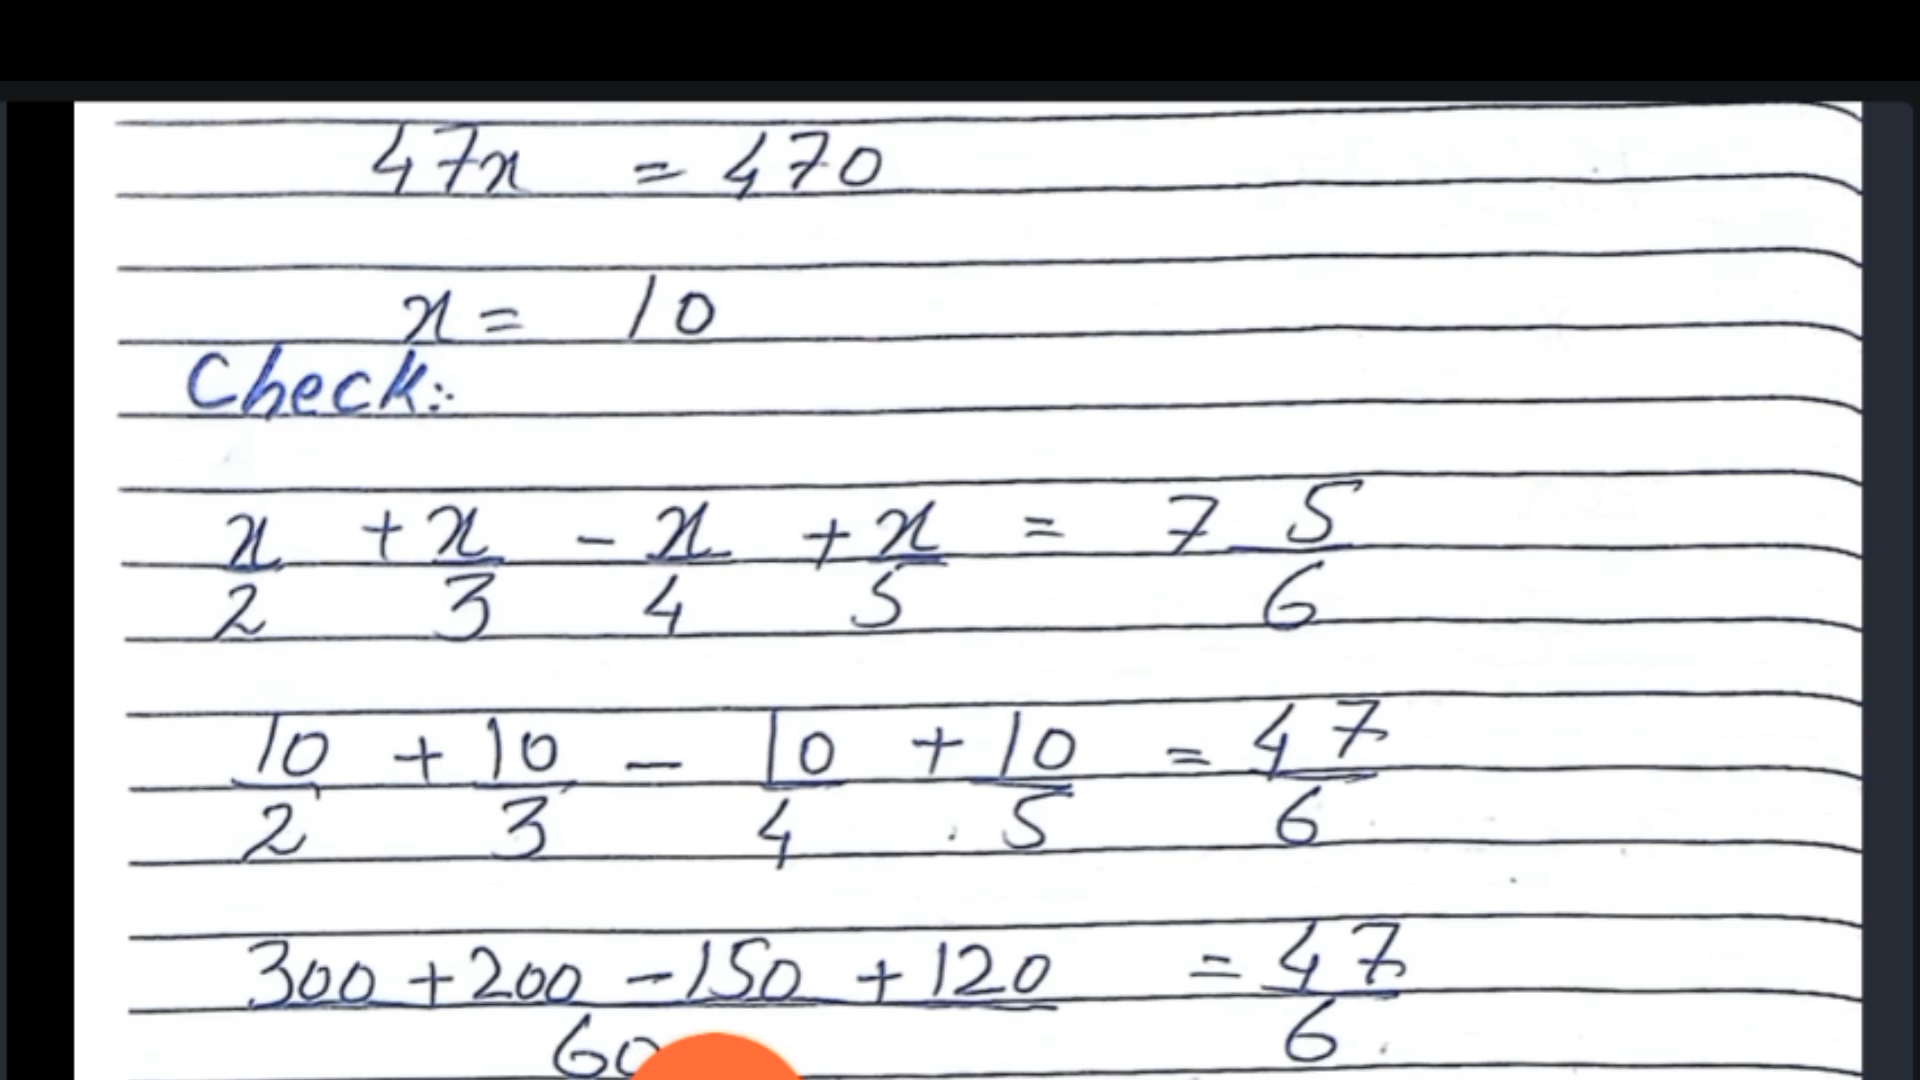 47x = 470
x = 10
Check:-
x/2 + x/3 - x/4 + x/5 = 7 5/6
10/2 + 10/3 - 10/4 + 10/5 = 47/6
300 + 200 - 150 + 120 / 60 = 47/6